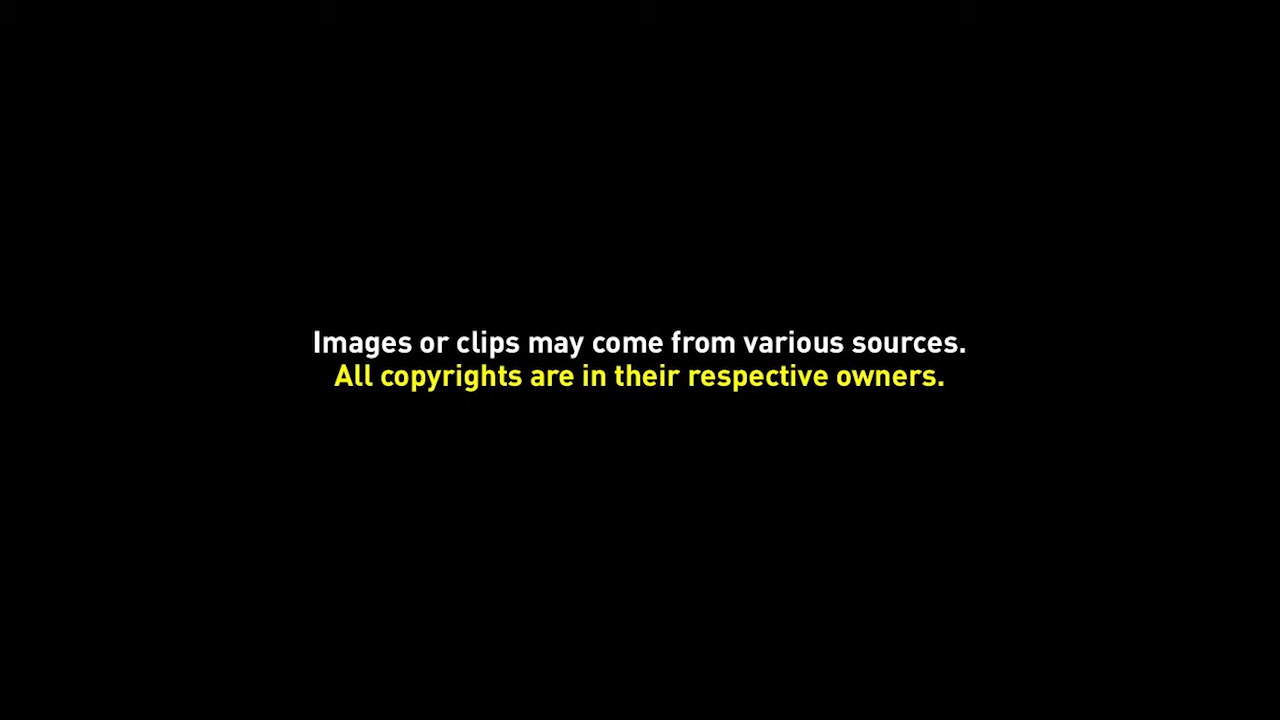 Images or clips may come from various sources.
All copyrights are in their respective owners.